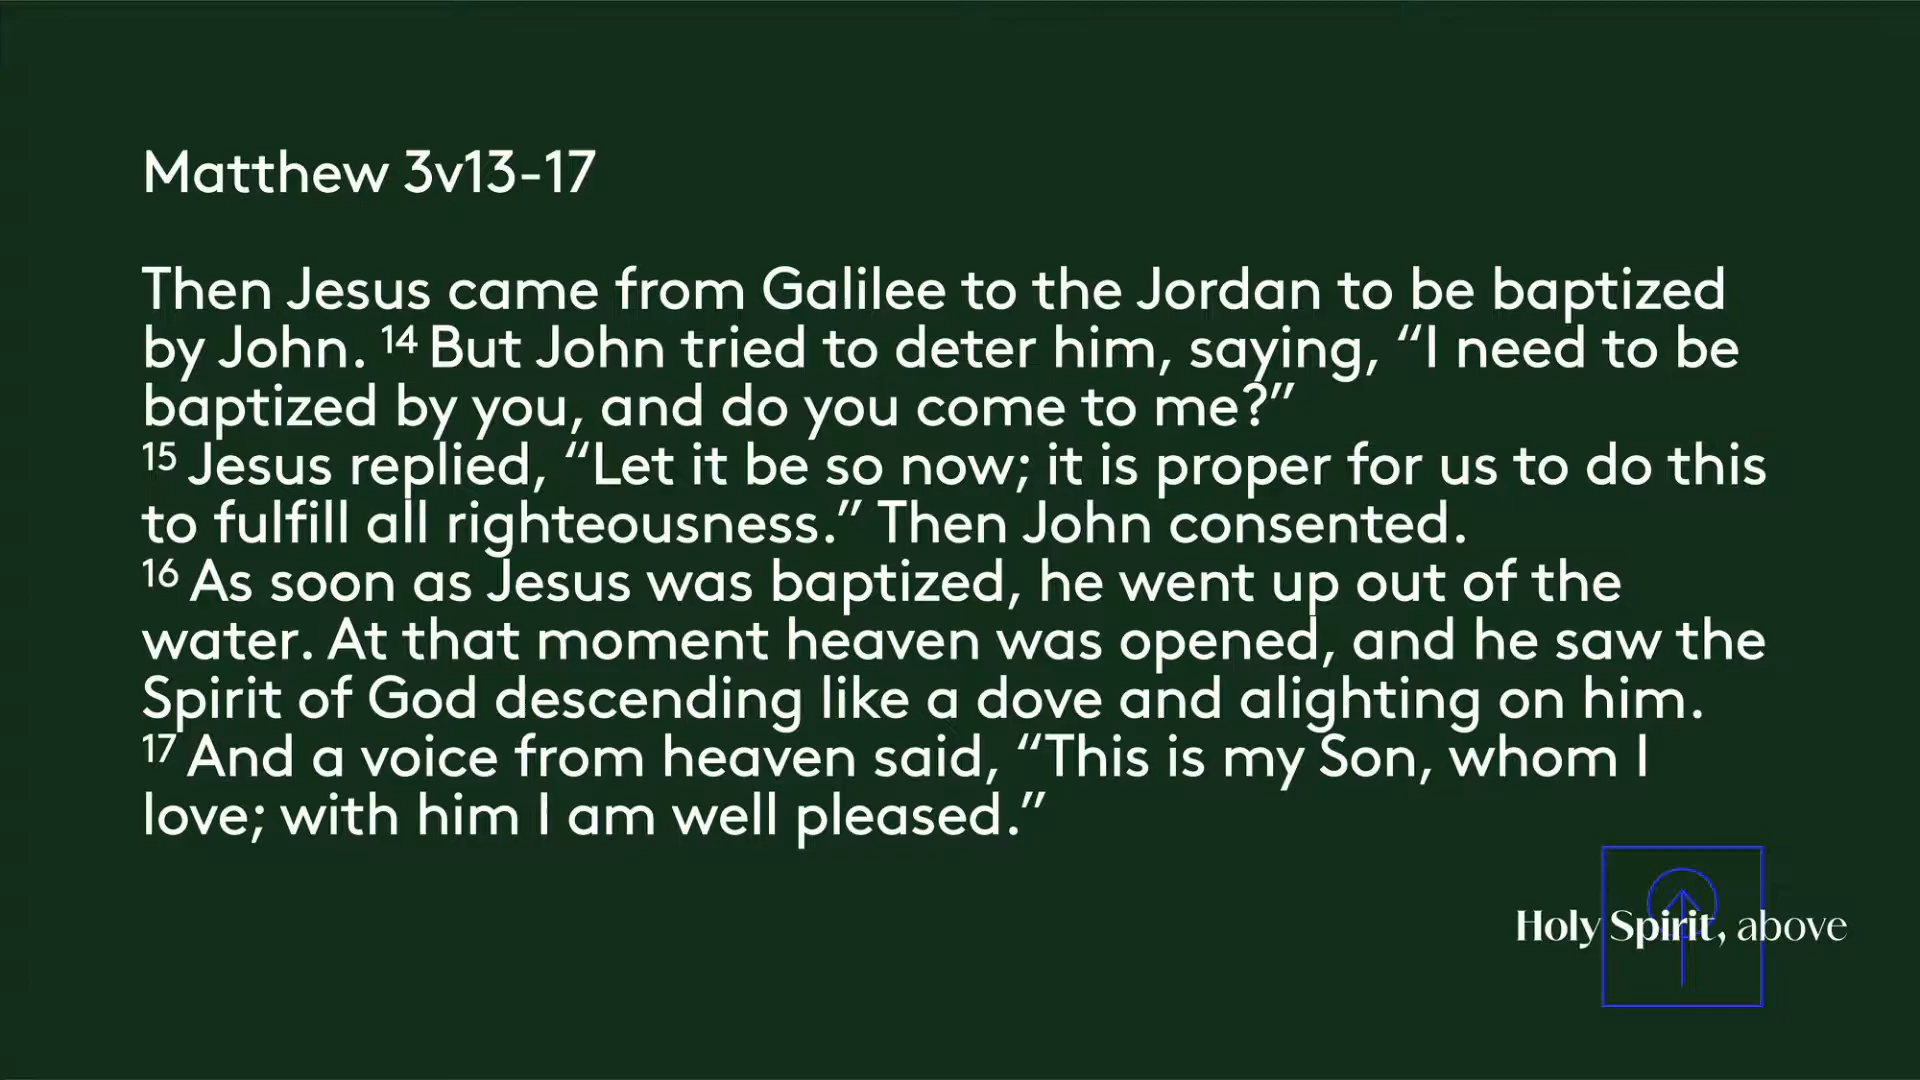 Matthew 3v13-17
Then Jesus came from Galilee to the Jordan to be baptized
by John. 14 But John tried to deter him, saying, “I need to be
baptized by you, and do you come to me?”
15 Jesus replied, “Let it be so now; it is proper for us to do this
to fulfill all righteousness.” Then John consented.
16 As soon as Jesus was baptized, he went up out of the
water. At that moment heaven was opened, and he saw the
Spirit of God descending like a dove and alighting on him.
17 And a voice from heaven said, “This is my Son, whom I
love; with him I am well pleased.”
Holy Spirit, above